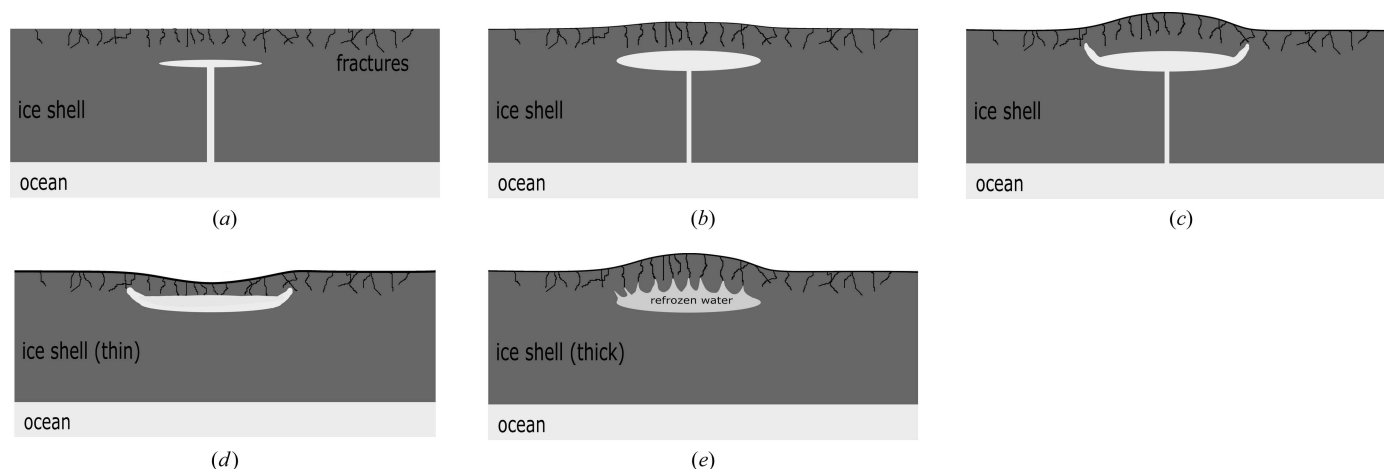 fractures
ice shell
ocean
(a)
ice shell
ocean
(b)
ice shell
ocean
(c)
ice shell (thin)
ocean
(d)
refrozen water
ice shell (thick)
ocean
(e)